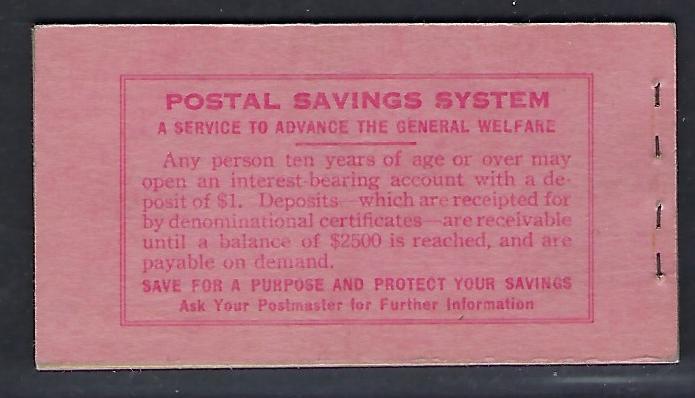 POSTAL SAVINGS SYSTEM
A SERVICE TO ADVANCE THE GENERAL WELFARE
Any person ten years of age or over may
open an interest-bearing account with a de-
posit of $1. Deposits—which are receipted for
by denominational certificates—are receivable
until a balance of $2500 is reached, and are
payable on demand.
SAVE FOR A PURPOSE AND PROTECT YOUR SAVINGS
Ask Your Postmaster for Further Information